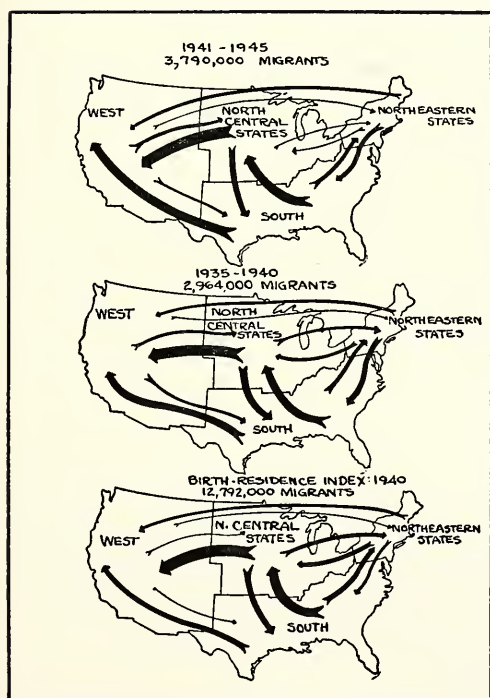 1941 - 1945
3,790,000 MIGRANTS
WEST
NORTH
CENTRAL
STATES
NORTHEASTERN
STATES
SOUTH
1935 - 1940
2,964,000 MIGRANTS
WEST
NORTH
CENTRAL
STATES
NORTHEASTERN
STATES
SOUTH
BIRTH-RESIDENCE INDEX: 1940
12,792,000 MIGRANTS
WEST
N. CENTRAL
STATES
NORTHEASTERN
STATES
SOUTH